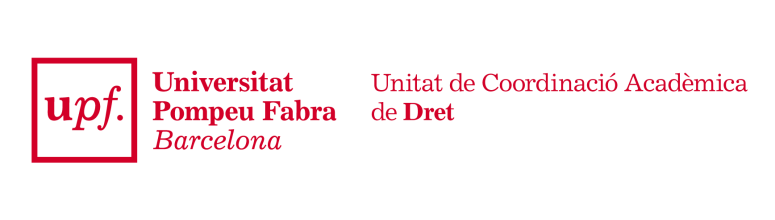 upf.
Universitat
Pompeu Fabra
Barcelona
Unitat de Coordinació Acadèmica
de Dret